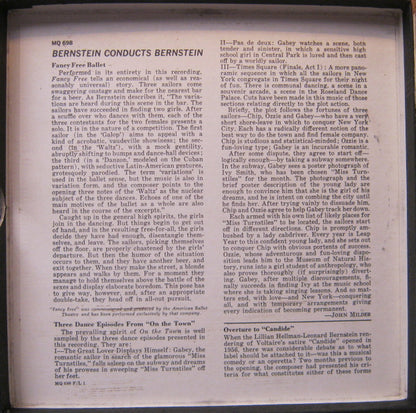 MQ 698
BERNSTEIN CONDUCTS BERNSTEIN
Fancy Free Ballet
Performed in its entirety in this recording,
Fancy Free tells an economical (as well as rea-
sonably universal) story. Three sailors come
swaggering onstage and make for the nearest bar
for a beer. As Bernstein describes it, "The varia-
tions are heard during this scene in the bar. The
sailors have succeeded in finding two girls. After
a scuffle over who dances with them, each of the
three contestants for the two females presents a
solo. It is in the nature of a competition. The first
sailor (in the 'Galop') aims to appeal with a
kind of acrobatic, vaudeville showiness; the sec-
ond (in the 'Waltz'), with a mock gentility,
abruptly shifting to bumps and double-takes; and
the third (in a 'Danzon,' modeled on the Cuban
pattern), with seductive Latin-American gestures,
grotesquely parodied. The term 'variations' is
used in the ballet sense, but the music is also in
variation form, and the composer points to the
opening three notes of the 'Waltz' as the nuclear
subject of the three dances. Echoes of one of the
main motives of the ballet as a whole are also
heard in the course of the excerpts."
Caught up in the general high spirits, the girls
join in the dancing. But things begin to get out
of hand, and in the resulting free-for-all, the girls
decide they have had enough, disentangle them-
selves, and leave. The sailors, picking themselves
off the floor, are properly chastened by the girls'
departure. But then the humor of the situation
occurs to them, and they have another beer, and
exit together. When they make the street, a blonde
appears and walks by them. For a moment they
manage to hold themselves in check, avert their
eyes, and display elaborate boredom. This pose has
to give way, however, and, after an appropriate
double-take, they head off in all-out pursuit.
"Fancy Free" was commissioned and premiered by the American Ballet
Theatre and has been performed exclusively by that company.
Three Dance Episodes From "On the Town"
The prevailing spirit of On the Town is well
sampled by the three dance episodes presented in
this recording. They are:
I—The Great Lover Displays Himself: Gabey, the
romantic sailor in search of the glamorous "Miss
Turnstiles," falls asleep on the subway and dreams
of his prowess in sweeping "Miss Turnstiles" off
her feet.
MQ 698 F/L 1
II—Pas de deux: Gabey watches a scene, both
tender and sinister, in which a sensitive high
school girl in Central Park is loved and then cast
off by a worldly sailor.
III—Times Square (Finale, Act 1): A more pano-
ramic sequence in which all the sailors in New
York congregate in Times Square for their night
of fun. There is communal dancing, a scene in a
souvenir arcade, a scene in the Roseland Dance
Palace. Cuts have been made in this music of those
sections relating directly to the plot action.
Briefly, the plot follows the fortunes of three
sailors—Chip, Ozzie and Gabey—who have a very
short shore-leave in which to conquer New York
City. Each has a radically different notion of the
best way to do the town and find female company.
Chip is studious and statistical-minded; Ozzie is a
fun-loving type; Gabey is an incurable romantic.
After some debate, they agree to start off—
logically enough—by taking a subway somewhere.
In the subway, Gabey sees a poster photograph of
Ivy Smith, who has been chosen "Miss Turn-
stiles" for the month. The photograph and the
brief poster description of the young lady are
enough to convince him that she is the girl of his
dreams, and he is intent on combing the city until
he finds her. After trying vainly to dissuade him,
Chip and Ozzie agree to help Gabey track her down.
Each armed with his own list of likely places for
"Miss Turnstiles" to be located, the sailors start
off in different directions. Chip is promptly am-
bushed by a lady cabdriver. Every year is Leap
Year to this confident young lady, and she sets out
to conquer Chip with obvious portents of success.
Ozzie, whose adventurous and fun-loving dispo-
sition leads him to the Museum of Natural His-
tory, runs into a girl student of anthropology, who
also proves thoroughly (if surprisingly) divert-
ing. Gabey, after multiple discouragements, fi-
nally succeeds in finding Ivy at the music school
where she is taking singing lessons. And so mat-
ters end, with love—and New York—conquering
all, and with temporary arrangements giving
every indication of becoming permanent.
—JOHN MILDER
Overture to "Candide"
When the Lillian Hellman-Leonard Bernstein ren-
dering of Voltaire's satire "Candide" opened in
1956, there was considerable debate as to what
label should be attached to it—was this a musical
comedy or an operetta? Two months previous to
the opening, the composer had presented his cri-
teria for what constitutes either of these forms